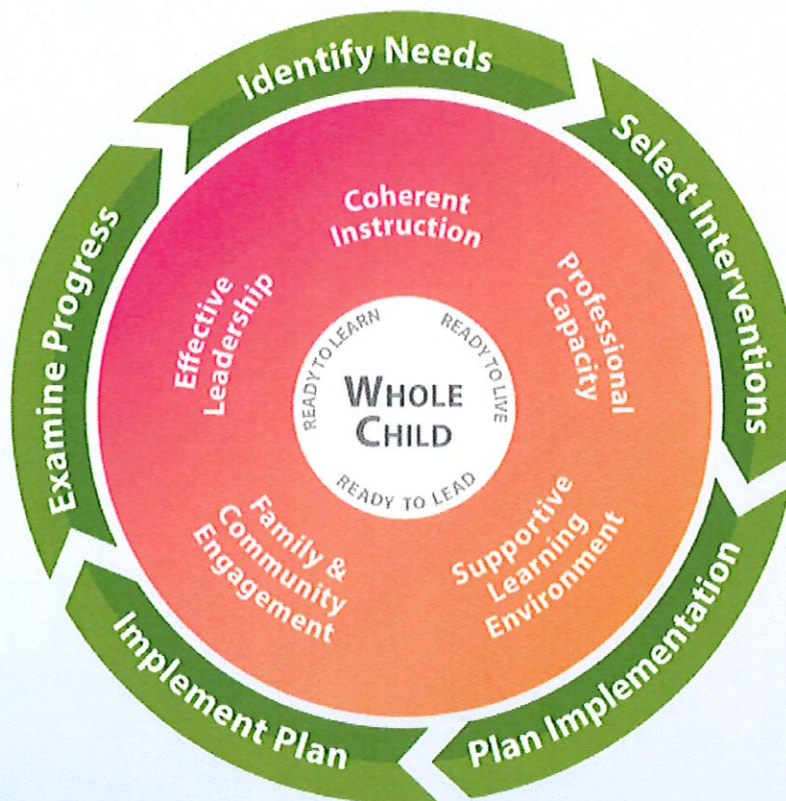 Identify Needs
Select Interventions
Plan Implementation
Implement Plan
Examine Progress
Coherent
Instruction
Professional
Capacity
Supportive
Learning
Environment
Family &
Community
Engagement
Effective
Leadership
READY TO LEARN
READY TO LIVE
READY TO LEAD
WHOLE
CHILD